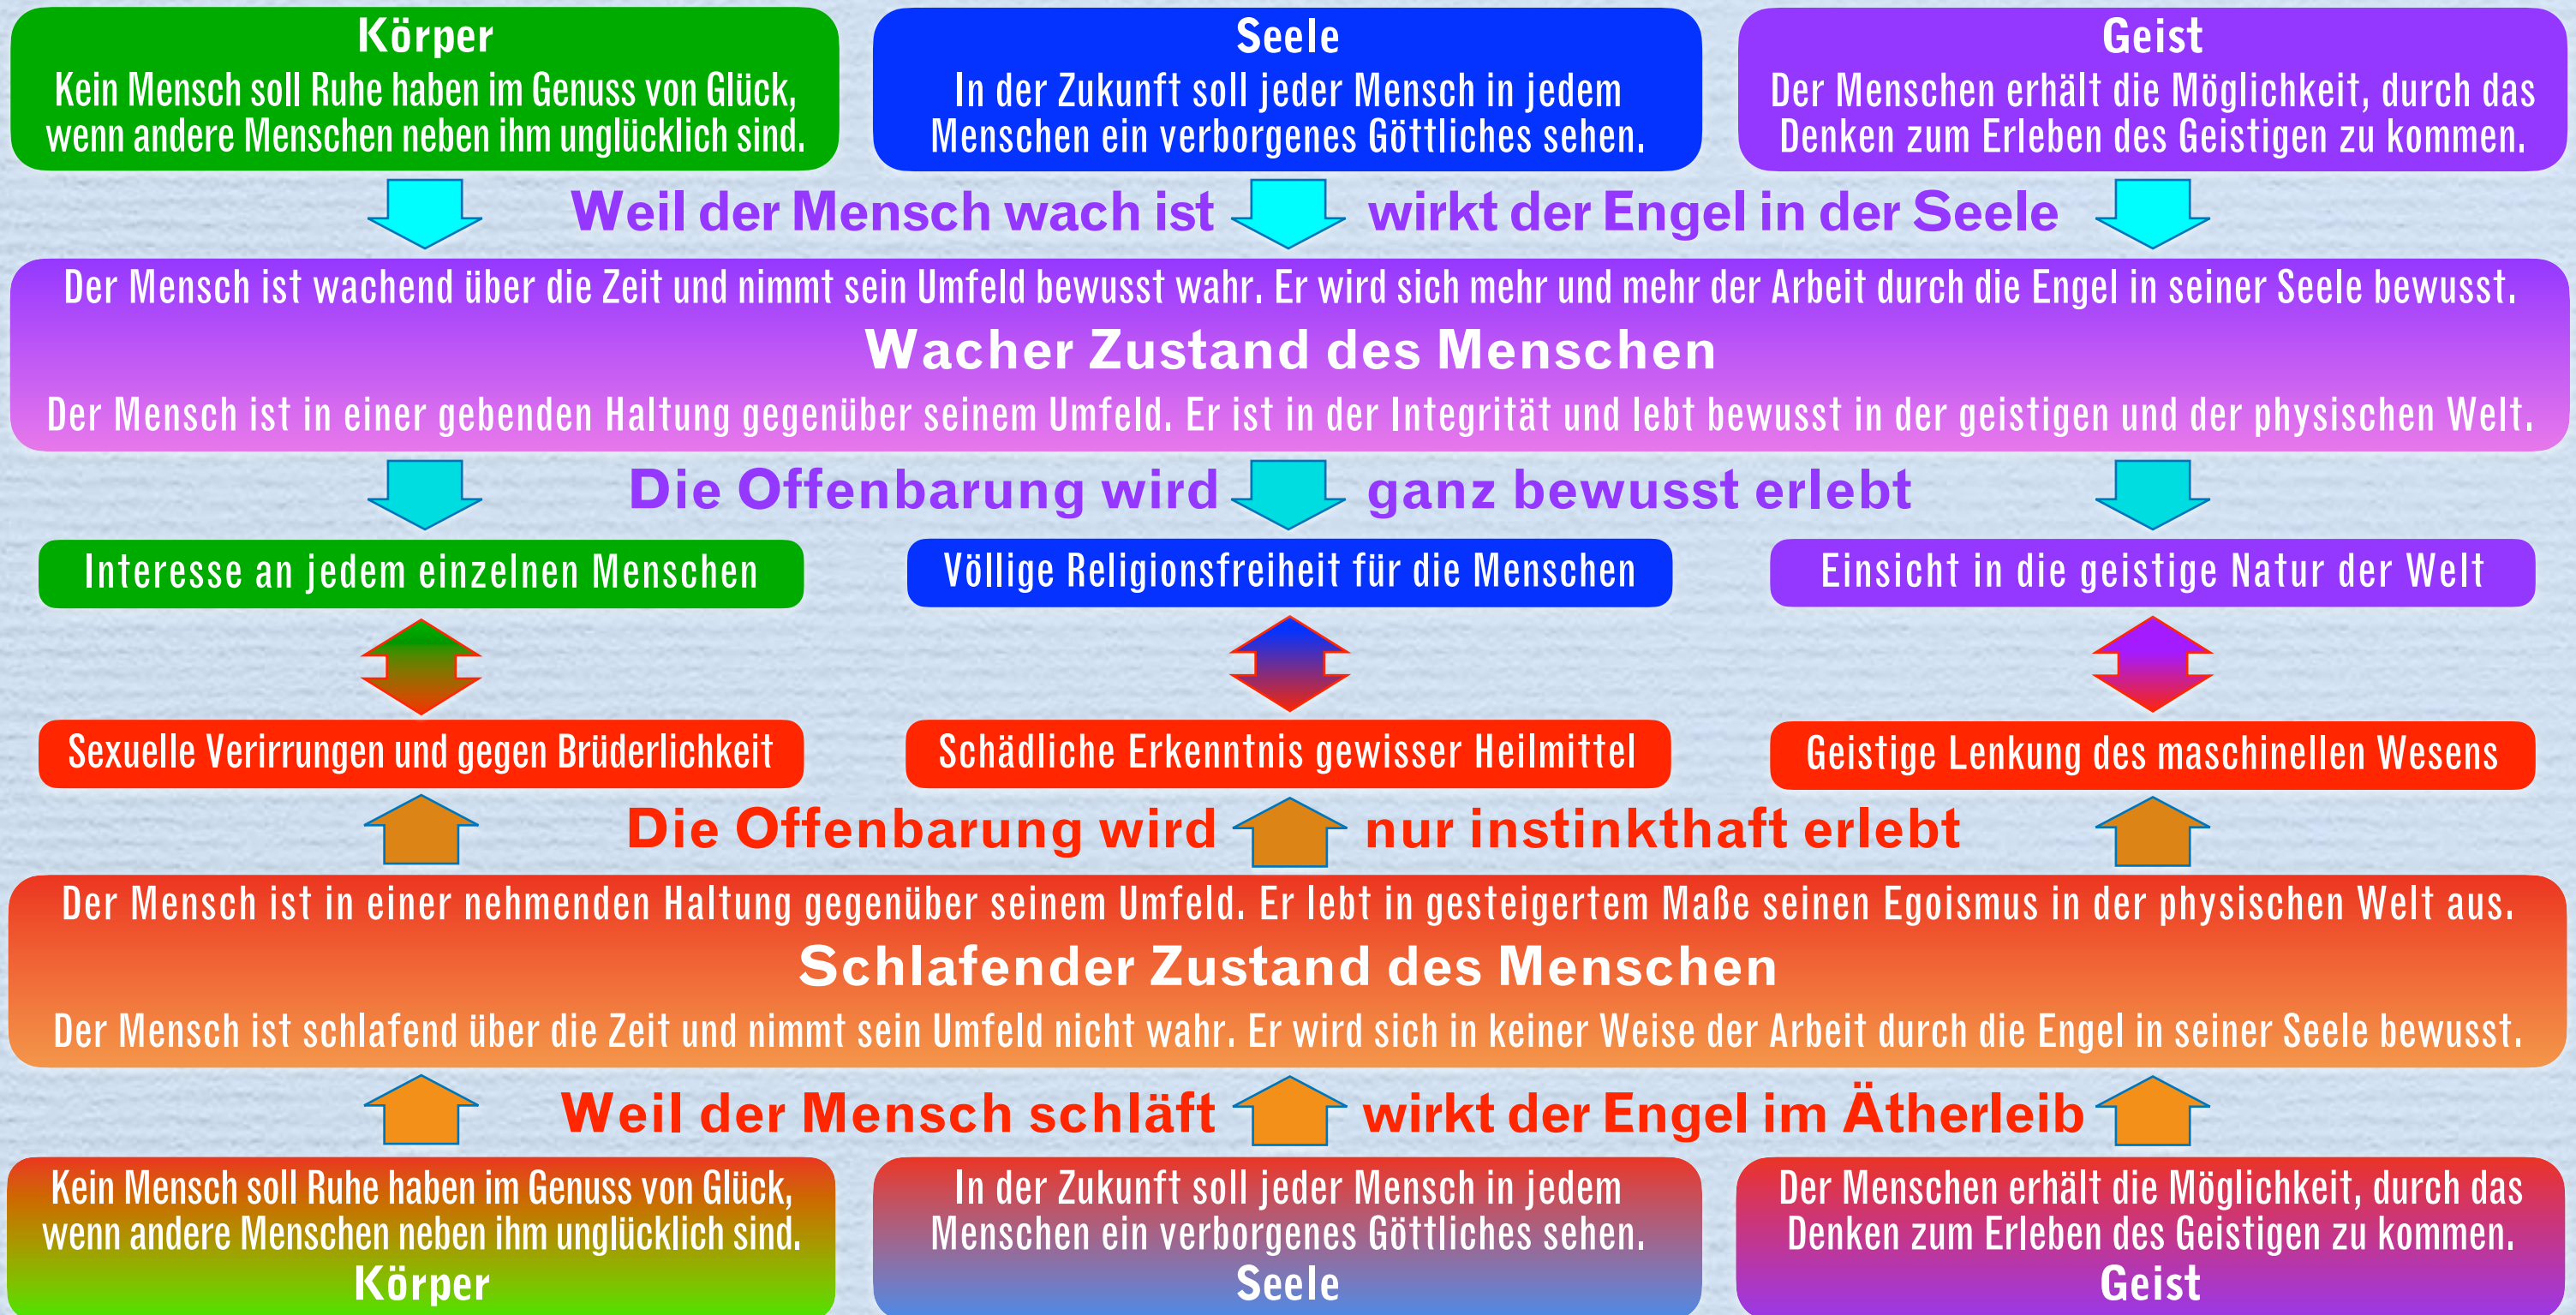 Körper
Kein Mensch soll Ruhe haben im Genuss von Glück,
wenn andere Menschen neben ihm unglücklich sind.
Seele
In der Zukunft soll jeder Mensch in jedem
Menschen ein verborgenes Göttliches sehen.
Geist
Der Menschen erhält die Möglichkeit, durch das
Denken zum Erleben des Geistigen zu kommen.
Weil der Mensch wach ist wirkt der Engel in der Seele
Der Mensch ist wachend über die Zeit und nimmt sein Umfeld bewusst wahr. Er wird sich mehr und mehr der Arbeit durch die Engel in seiner Seele bewusst.
Wacher Zustand des Menschen
Der Mensch ist in einer gebenden Haltung gegenüber seinem Umfeld. Er ist in der Integrität und lebt bewusst in der geistigen und der physischen Welt.
Die Offenbarung wird ganz bewusst erlebt
Interesse an jedem einzelnen Menschen
Völlige Religionsfreiheit für die Menschen
Einsicht in die geistige Natur der Welt
Sexuelle Verirrungen und gegen Brüderlichkeit
Schädliche Erkenntnis gewisser Heilmittel
Geistige Lenkung des maschinellen Wesens
Die Offenbarung wird nur instinkthaft erlebt
Der Mensch ist in einer nehmenden Haltung gegenüber seinem Umfeld. Er lebt in gesteigertem Maße seinen Egoismus in der physischen Welt aus.
Schlafender Zustand des Menschen
Der Mensch ist schlafend über die Zeit und nimmt sein Umfeld nicht wahr. Er wird sich in keiner Weise der Arbeit durch die Engel in seiner Seele bewusst.
Weil der Mensch schläft wirkt der Engel im Ätherleib
Kein Mensch soll Ruhe haben im Genuss von Glück,
wenn andere Menschen neben ihm unglücklich sind.
Körper
In der Zukunft soll jeder Mensch in jedem
Menschen ein verborgenes Göttliches sehen.
Seele
Der Menschen erhält die Möglichkeit, durch das
Denken zum Erleben des Geistigen zu kommen.
Geist